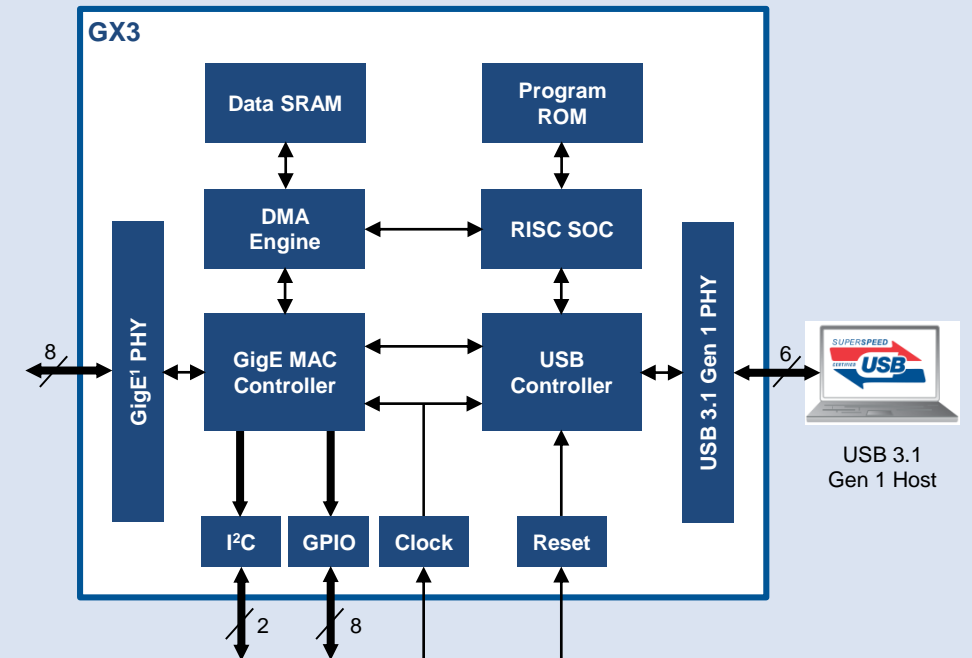 GX3
Data SRAM
Program
ROM
DMA
Engine
RISC SOC
GigE¹ PHY
GigE MAC
Controller
USB
Controller
USB 3.1 Gen 1 PHY
8
6
SUPERSPEED
CERTIFIED
USB
USB 3.1
Gen 1 Host
I²C
GPIO
Clock
Reset
2
8